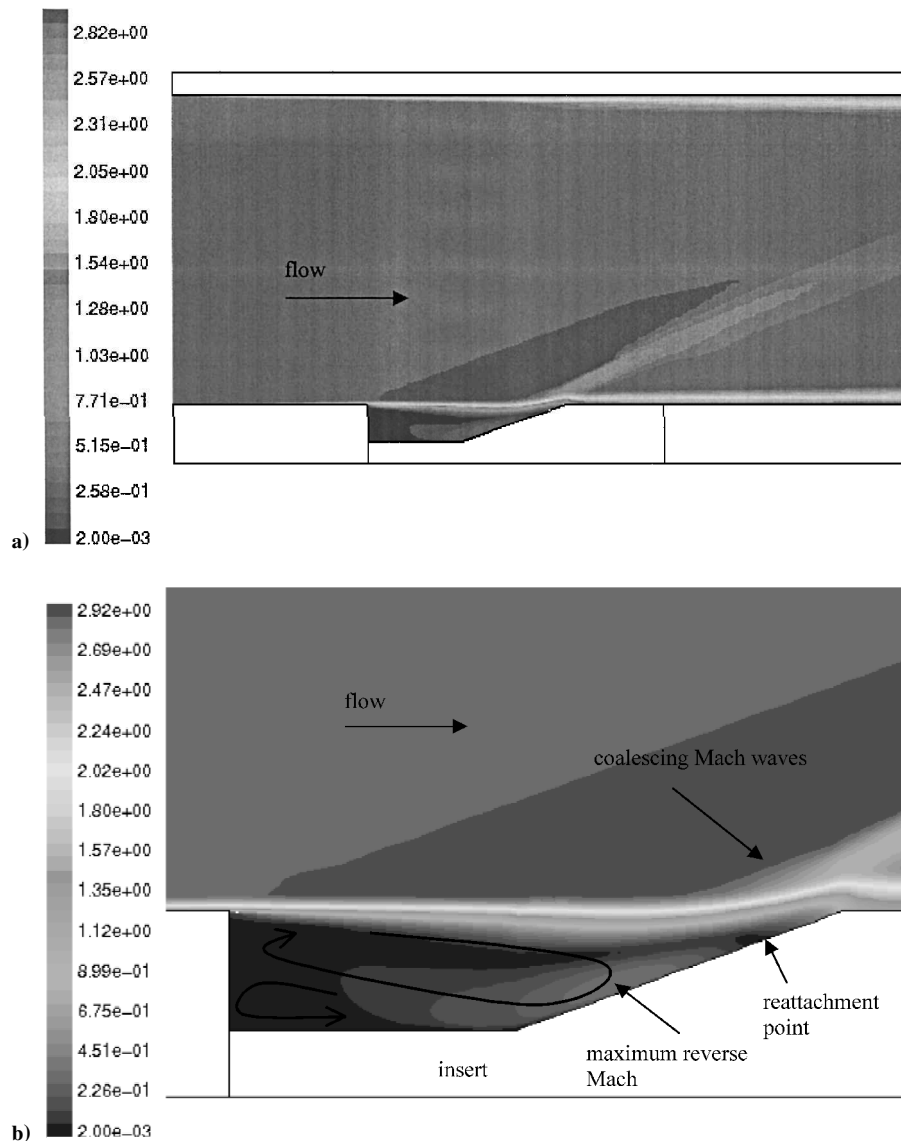 2.82e+00
2.57e+00
2.31e+00
2.05e+00
1.80e+00
1.54e+00
1.28e+00
1.03e+00
7.71e-01
5.15e-01
2.58e-01
2.00e-03
flow
a)
2.92e+00
2.69e+00
2.47e+00
2.24e+00
2.02e+00
1.80e+00
1.57e+00
1.35e+00
1.12e+00
8.99e-01
6.75e-01
4.51e-01
2.26e-01
2.00e-03
flow
coalescing Mach waves
reattachment
point
maximum reverse
Mach
insert
b)